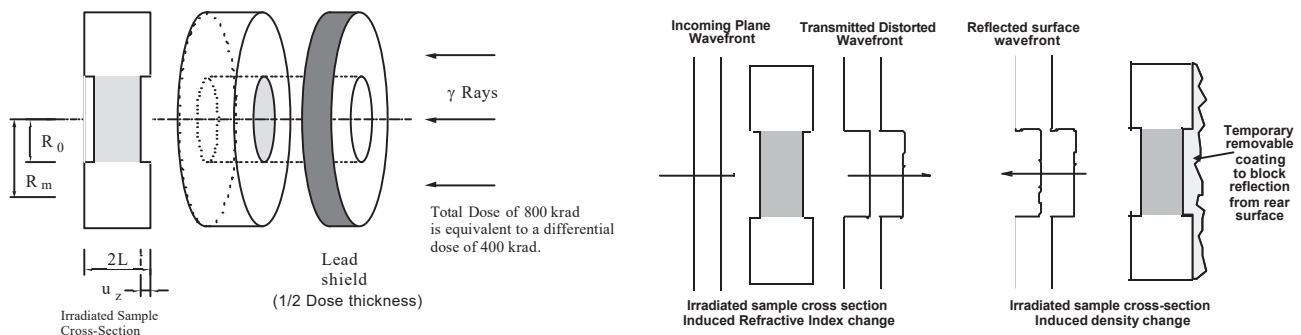 R 0
R m
2L
u z
Irradiated Sample
Cross-Section
Lead
shield
(1/2 Dose thickness)
γ Rays
Total Dose of 800 krad
is equivalent to a differential
dose of 400 krad.
Incoming Plane
Wavefront
Transmitted Distorted
Wavefront
Irradiated sample cross section
Induced Refractive Index change
Reflected surface
wavefront
Temporary
removable
coating
to block
reflection
from rear
surface
Irradiated sample cross-section
Induced density change